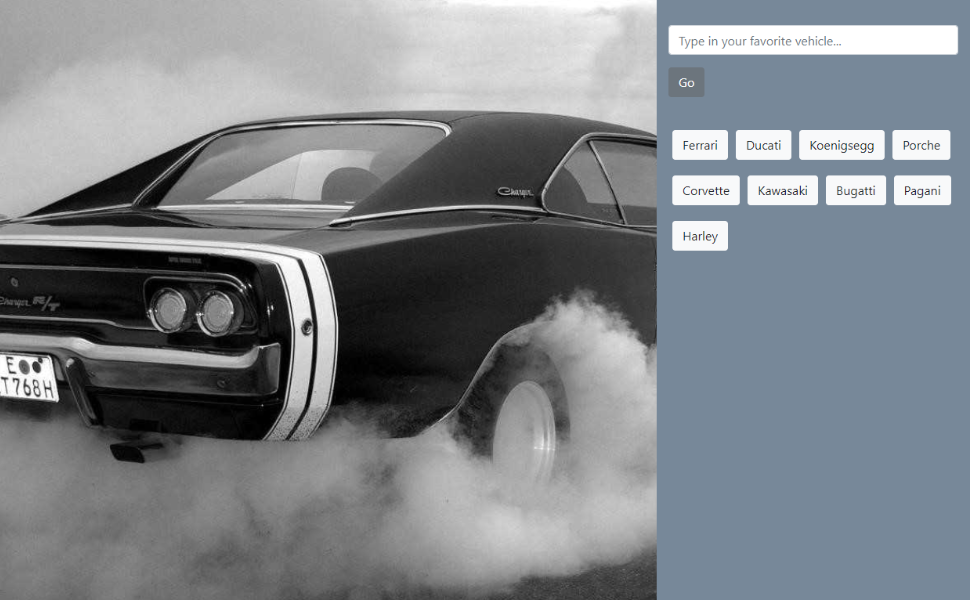 Type in your favorite vehicle...
Go
Ferrari Ducati Koenigsegg Porche
Corvette Kawasaki Bugatti Pagani
Harley
Charger
Charger R/T
E
T768H